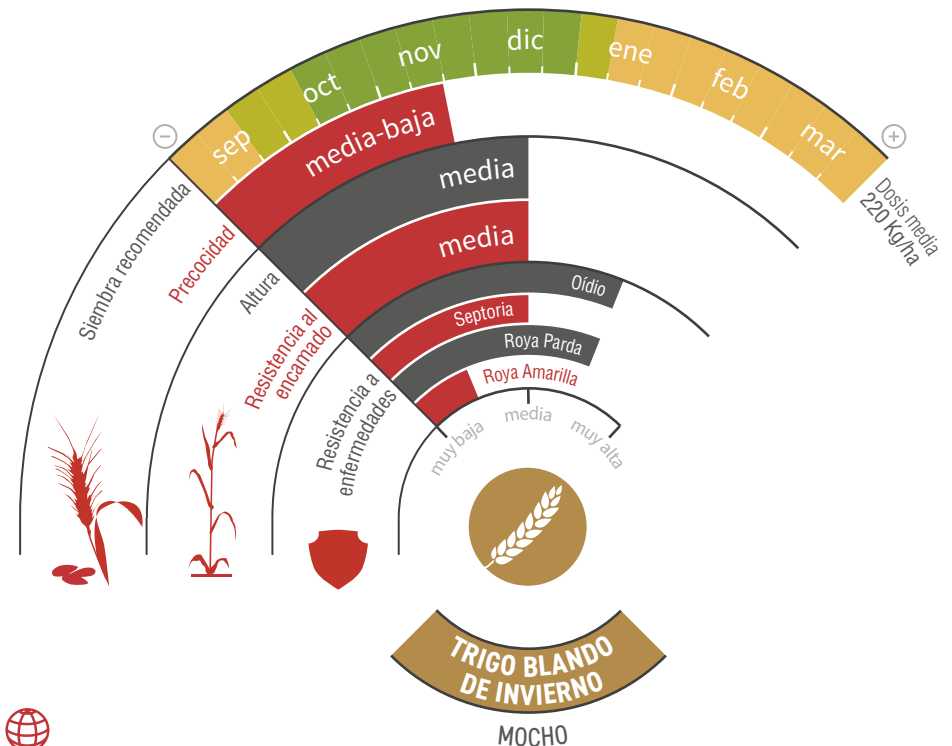 sep
oct
nov
dic
ene
feb
mar
−
+
Dosis media
220 Kg/ha
Siembra recomendada
Precocidad
media-baja
Altura
media
Resistencia al
encamado
media
Resistencia a
enfermedades
Oídio
Septoria
Roya Parda
Roya Amarilla
muy baja
media
muy alta
TRIGO BLANDO
DE INVIERNO
MOCHO